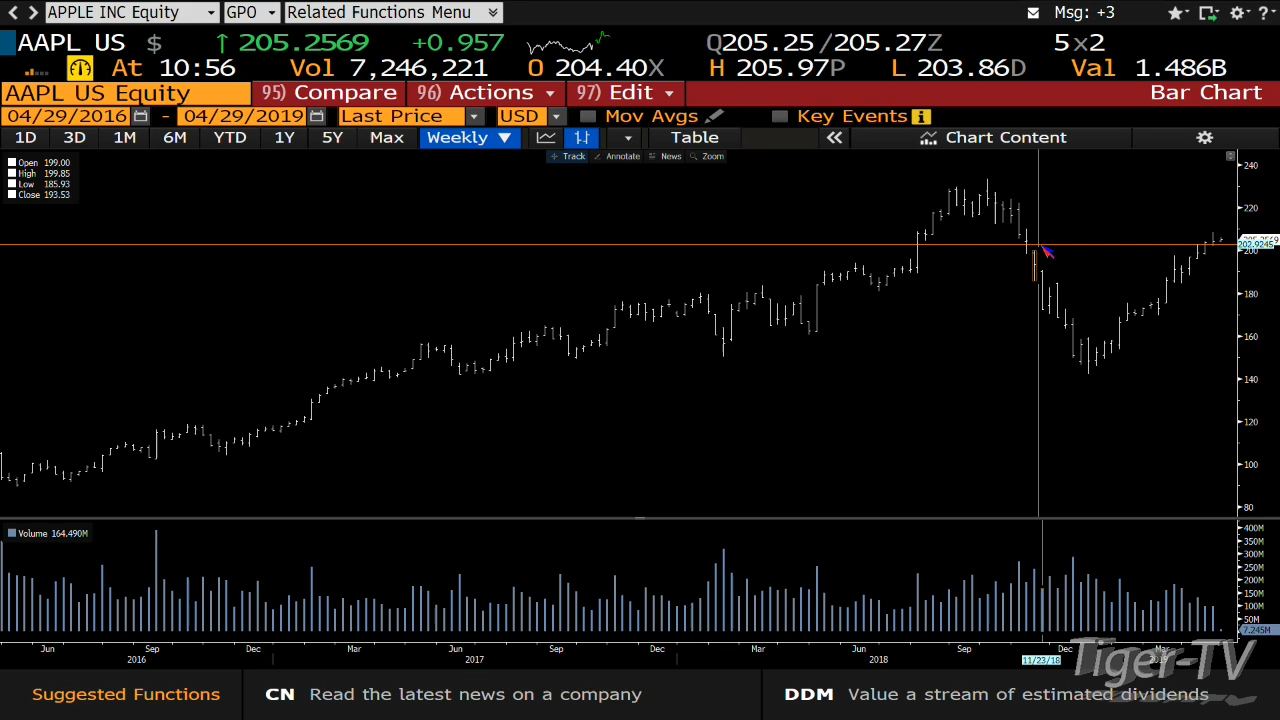 APPLE INC Equity GPO Related Functions Menu Msg: +3 ?
AAPL US $ ↑ 205.2569 +0.957 Q205.25/205.27Z 5x2
At 10:56 Vol 7,246,221 O 204.40X H 205.97P L 203.86D Val 1.486B
AAPL US Equity 95) Compare 96) Actions 97) Edit Bar Chart
04/29/2016 - 04/29/2019 Last Price USD Mov Avgs Key Events i
1D 3D 1M 6M YTD 1Y 5Y Max Weekly ▼ Table « Chart Content
Track Annotate News Zoom
Open 199.00
High 199.85
Low 185.93
Close 193.53
240
220
202.9245
200
180
160
140
120
100
80
Volume 164.490M
400M
350M
300M
250M
200M
150M
100M
50M
7.245M
Jun Sep Dec Mar Jun Sep Dec Mar Jun Sep Dec Mar
2016 2017 2018 11/23/18 2019
Tiger-TV
Suggested Functions CN Read the latest news on a company DDM Value a stream of estimated dividends